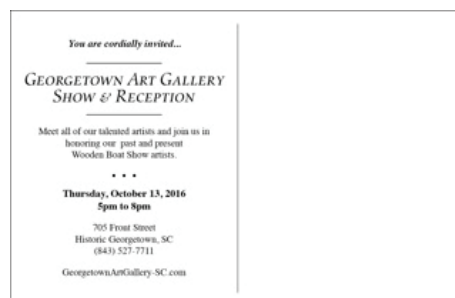 You are cordially invited...
Georgetown Art Gallery
Show & Reception
Meet all of our talented artists and join us in
honoring our past and present
Wooden Boat Show artists.
• • •
Thursday, October 13, 2016
5pm to 8pm
705 Front Street
Historic Georgetown, SC
(843) 527-7711
GeorgetownArtGallery-SC.com